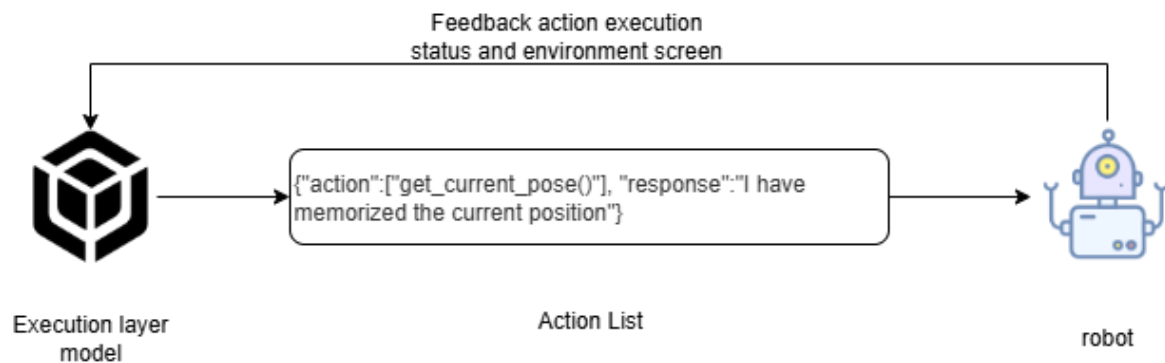 Feedback action execution
status and environment screen
{"action":["get_current_pose()"], "response":"I have
memorized the current position"}
Execution layer
model
Action List
robot